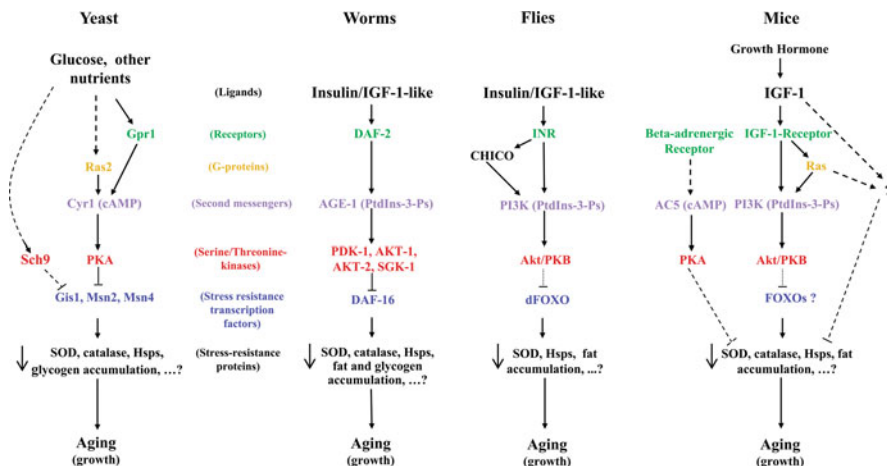 Yeast
Worms
Flies
Mice
Glucose, other
nutrients
(Ligands)
Insulin/IGF-1-like
Insulin/IGF-1-like
Growth Hormone
IGF-1
Gpr1
(Receptors)
DAF-2
INR
Beta-adrenergic
Receptor
IGF-1-Receptor
CHICO
Ras2
(G-proteins)
Ras
Cyr1 (cAMP)
(Second messengers)
AGE-1 (PtdIns-3-Ps)
PI3K (PtdIns-3-Ps)
AC5 (cAMP)
PI3K (PtdIns-3-Ps)
Sch9
PKA
(Serine/Threonine-
kinases)
PDK-1, AKT-1,
AKT-2, SGK-1
Akt/PKB
PKA
Akt/PKB
Gis1, Msn2, Msn4
(Stress resistance
transcription
factors)
DAF-16
dFOXO
FOXOs ?
SOD, catalase, Hsps,
glycogen accumulation, …?
(Stress-resistance
proteins)
SOD, catalase, Hsps,
fat and glycogen
accumulation, …?
SOD, Hsps, fat
accumulation, ...?
SOD, catalase, Hsps, fat
accumulation, …?
Aging
(growth)
Aging
(growth)
Aging
(growth)
Aging
(growth)